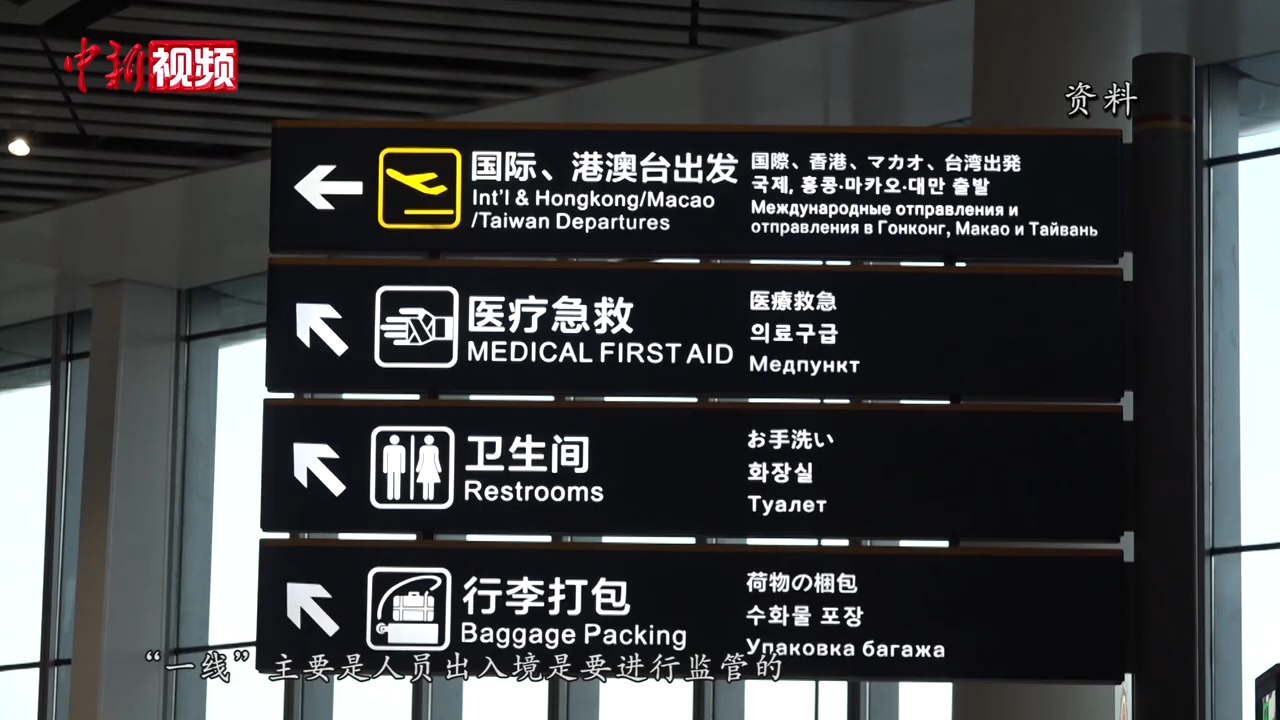 中新视频
资料
国际、港澳台出发
Int'l & Hongkong/Macao
/Taiwan Departures
国際、香港、マカオ、台湾出発
국제, 홍콩·마카오·대만 출발
Международные отправления и
отправления в Гонконг, Макао и Тайвань
医疗急救
MEDICAL FIRST AID
医療救急
의료구급
Медпункт
卫生间
Restrooms
お手洗い
화장실
Туалет
行李打包
Baggage Packing
荷物の梱包
수화물 포장
Упаковка багажа
“一线” 主要是人员出入境是要进行监管的